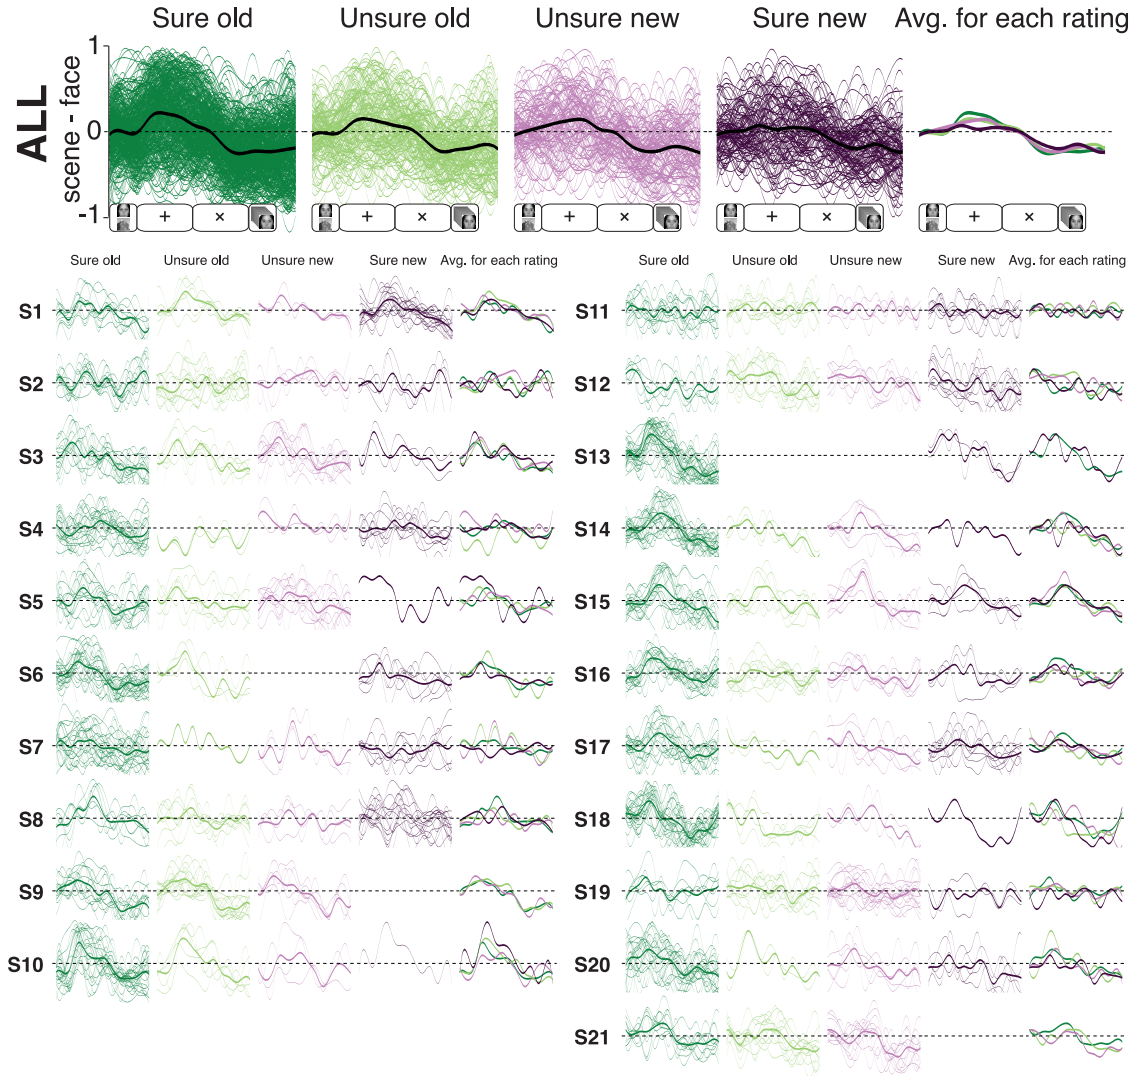 Sure old Unsure old Unsure new Sure new Avg. for each rating
ALL
scene - face
1
0
-1
+ × + × + × + × + ×
Sure old Unsure old Unsure new Sure new Avg. for each rating
Sure old Unsure old Unsure new Sure new Avg. for each rating
S1
S2
S3
S4
S5
S6
S7
S8
S9
S10
S11
S12
S13
S14
S15
S16
S17
S18
S19
S20
S21